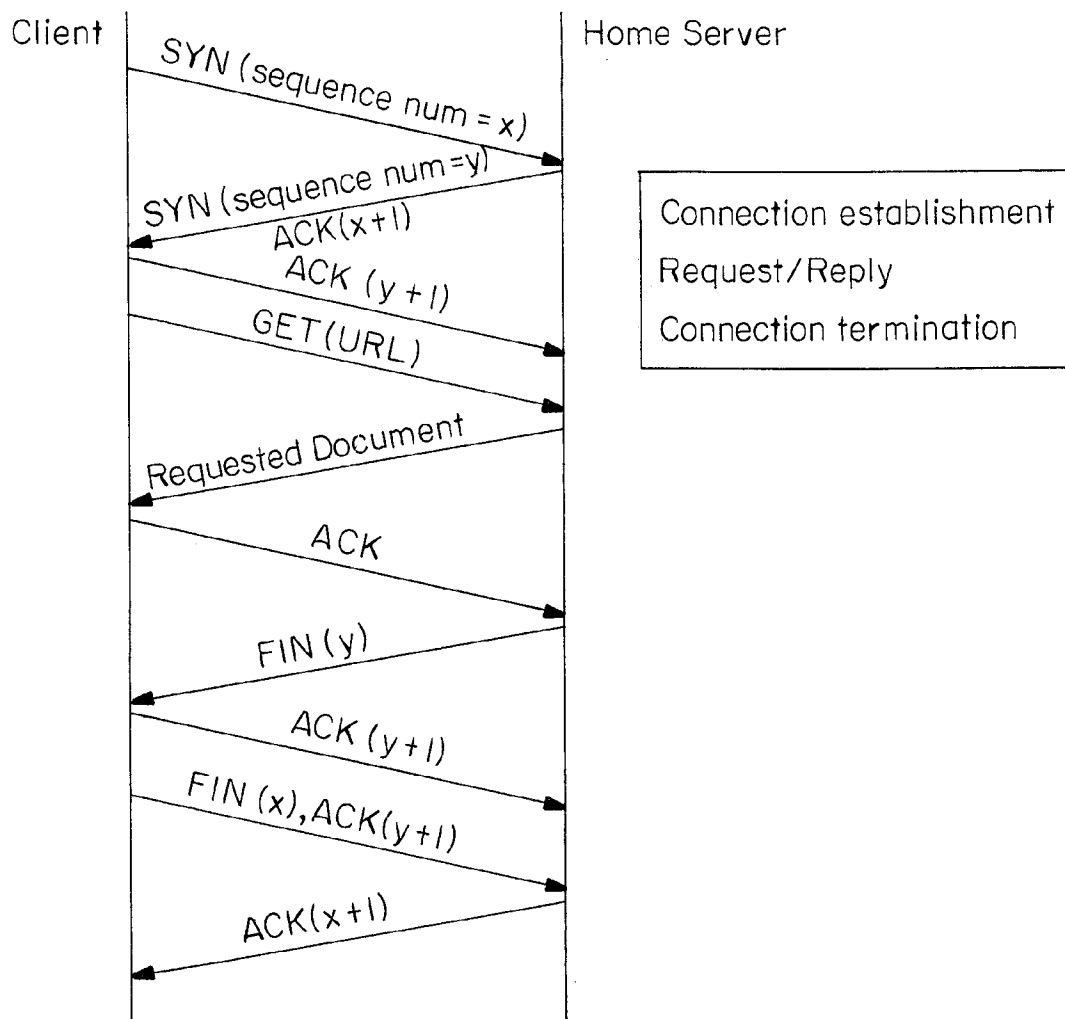 Client
Home Server
SYN (sequence num = x)
SYN (sequence num=y)
ACK(x+1)
ACK (y+1)
GET(URL)
Requested Document
ACK
FIN (y)
ACK (y+1)
FIN (x), ACK(y+1)
ACK(x+1)
Connection establishment
Request/Reply
Connection termination